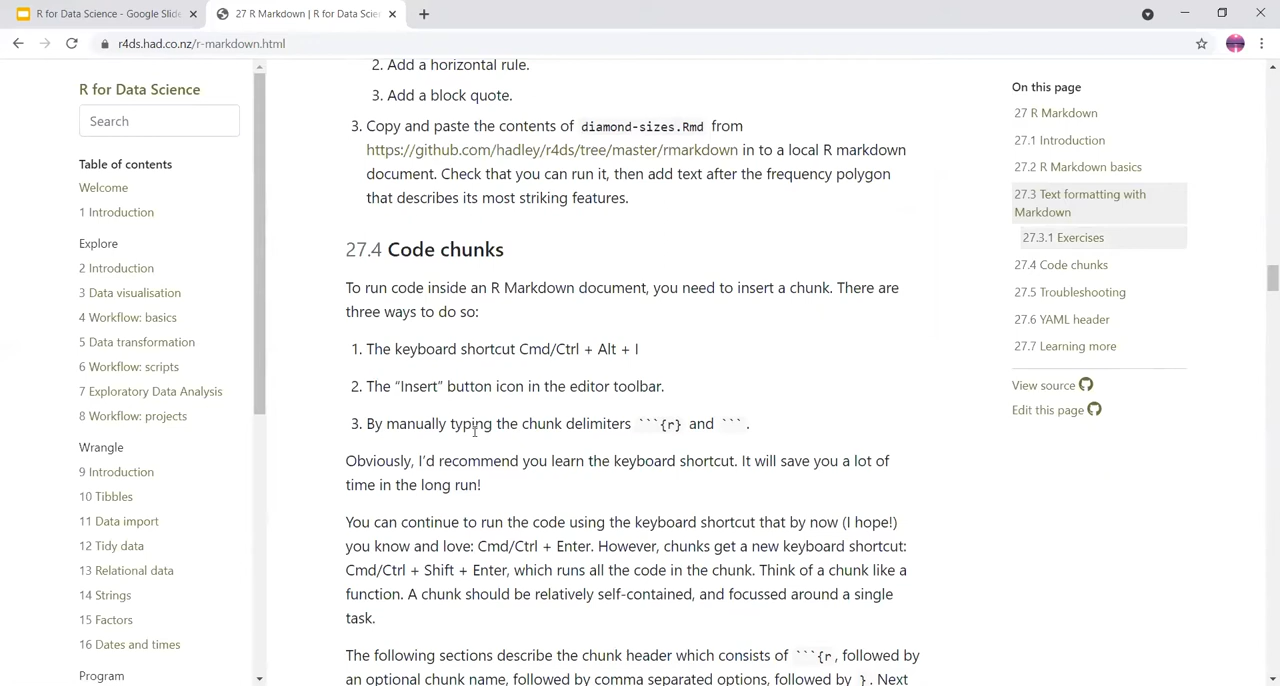 R for Data Science - Google Slide
27 R Markdown | R for Data Scie
r4ds.had.co.nz/r-markdown.html
R for Data Science
Search
Table of contents
Welcome
1 Introduction
Explore
2 Introduction
3 Data visualisation
4 Workflow: basics
5 Data transformation
6 Workflow: scripts
7 Exploratory Data Analysis
8 Workflow: projects
Wrangle
9 Introduction
10 Tibbles
11 Data import
12 Tidy data
13 Relational data
14 Strings
15 Factors
16 Dates and times
Program
2. Add a horizontal rule.
3. Add a block quote.
3. Copy and paste the contents of diamond-sizes.Rmd from
https://github.com/hadley/r4ds/tree/master/rmarkdown in to a local R markdown
document. Check that you can run it, then add text after the frequency polygon
that describes its most striking features.
27.4 Code chunks
To run code inside an R Markdown document, you need to insert a chunk. There are
three ways to do so:
1. The keyboard shortcut Cmd/Ctrl + Alt + I
2. The “Insert” button icon in the editor toolbar.
3. By manually typing the chunk delimiters ```{r} and ```.
Obviously, I’d recommend you learn the keyboard shortcut. It will save you a lot of
time in the long run!
You can continue to run the code using the keyboard shortcut that by now (I hope!)
you know and love: Cmd/Ctrl + Enter. However, chunks get a new keyboard shortcut:
Cmd/Ctrl + Shift + Enter, which runs all the code in the chunk. Think of a chunk like a
function. A chunk should be relatively self-contained, and focussed around a single
task.
The following sections describe the chunk header which consists of ```{r, followed by
an optional chunk name, followed by comma separated options, followed by }. Next
On this page
27 R Markdown
27.1 Introduction
27.2 R Markdown basics
27.3 Text formatting with
Markdown
27.3.1 Exercises
27.4 Code chunks
27.5 Troubleshooting
27.6 YAML header
27.7 Learning more
View source
Edit this page